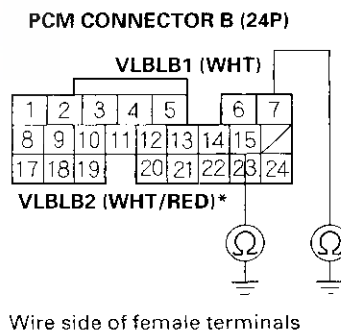 PCM CONNECTOR B (24P)
VLBLB1 (WHT)
1 2 3 4 5 6 7
8 9 10 11 12 13 14 15
17 18 19 20 21 22 23 24
VLBLB2 (WHT/RED)*
Ω Ω
Wire side of female terminals